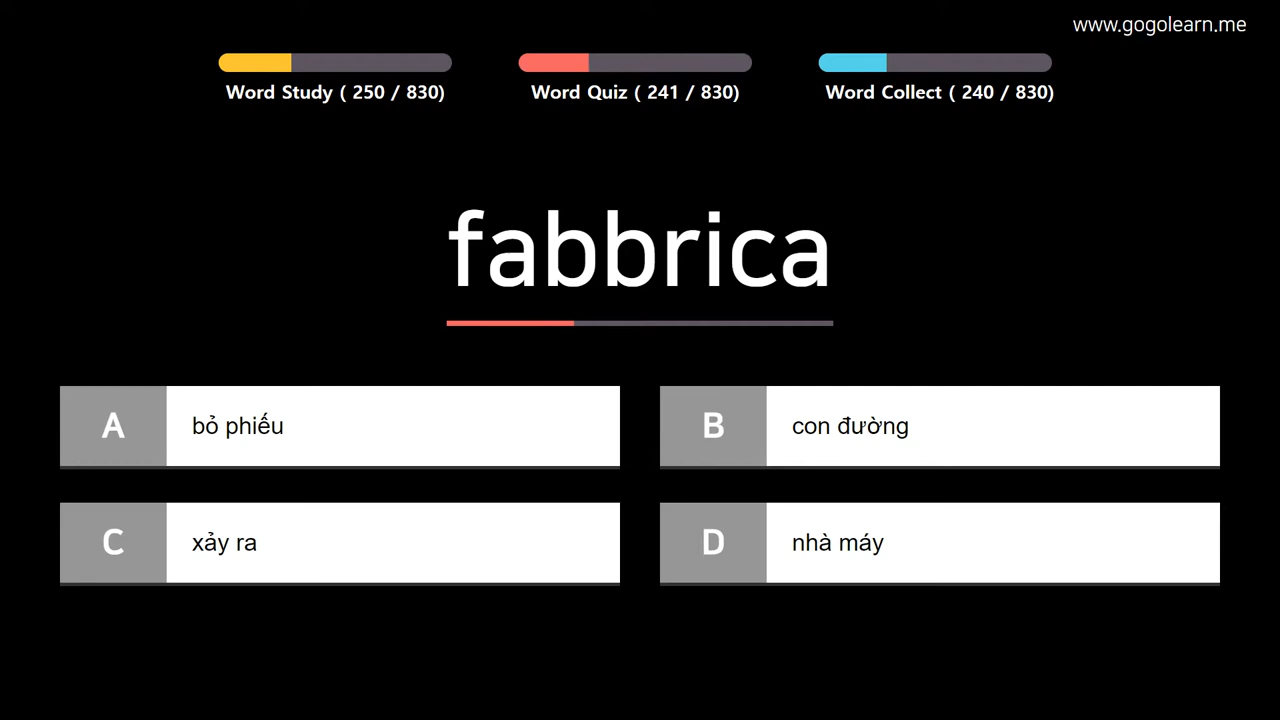 www.gogolearn.me
Word Study ( 250 / 830)
Word Quiz ( 241 / 830)
Word Collect ( 240 / 830)
fabbrica
A bỏ phiếu
B con đường
C xảy ra
D nhà máy